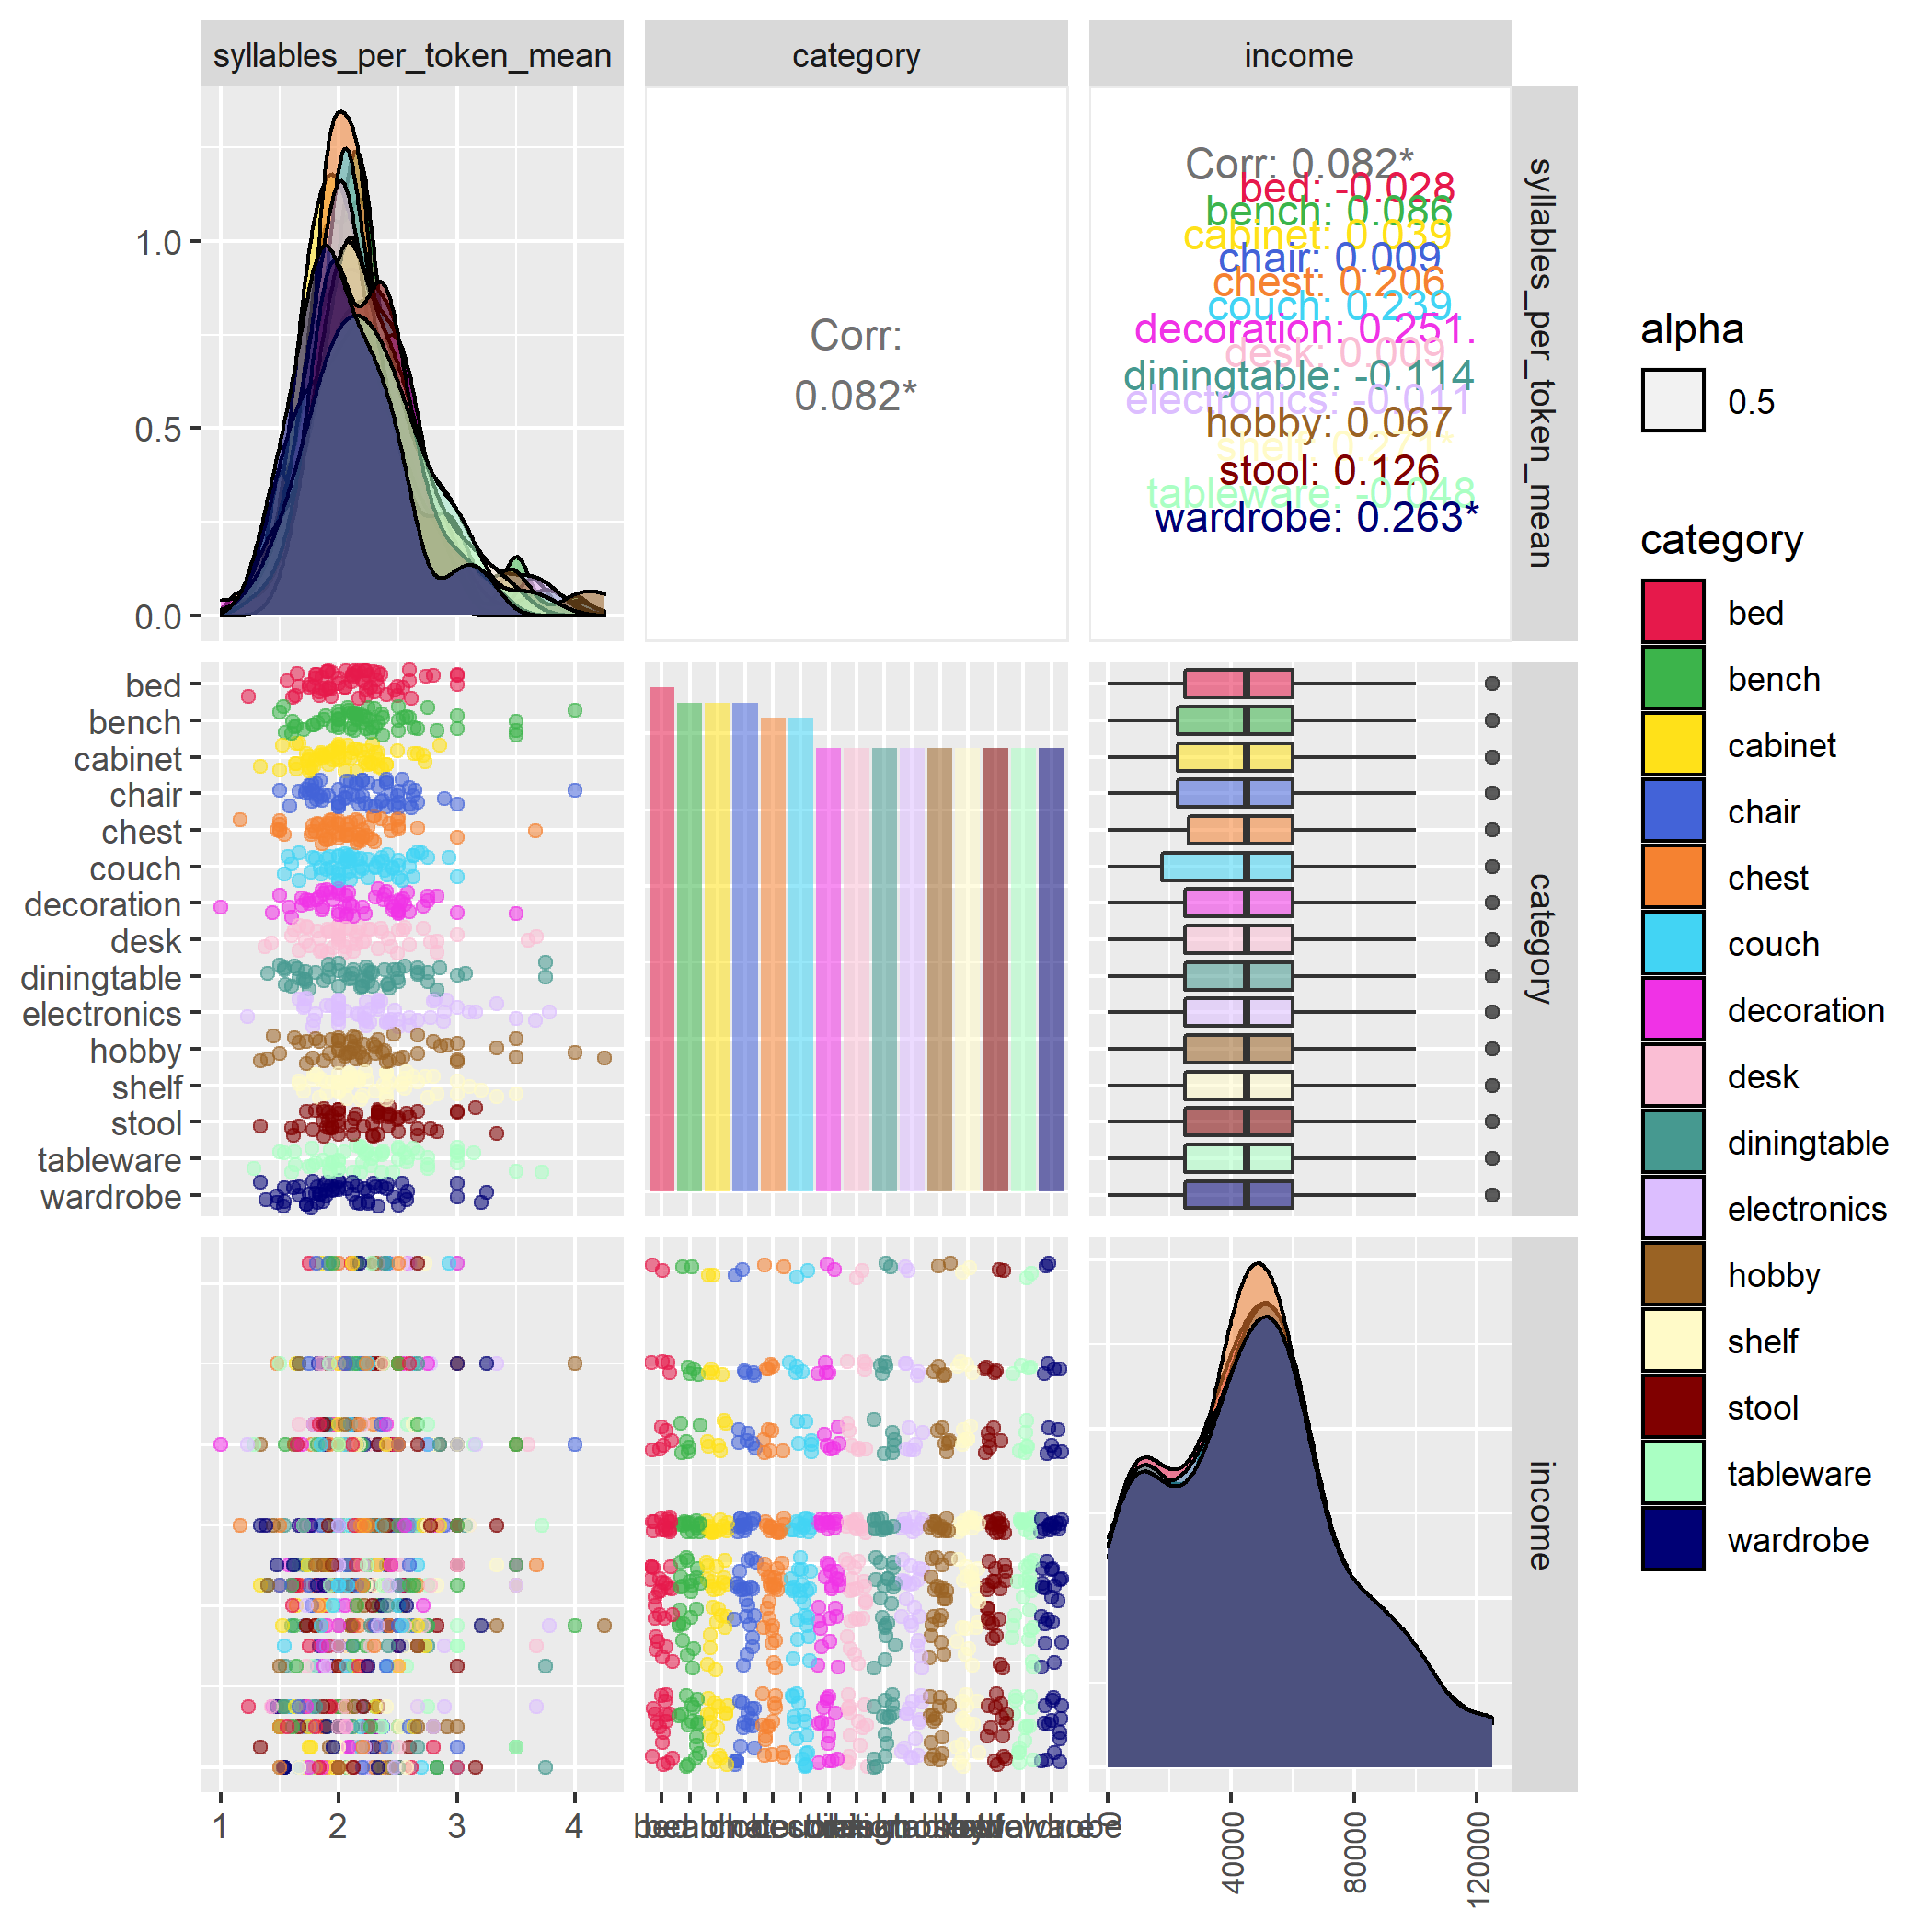 syllables_per_token_mean
category
income
1.0
0.5
0.0
Corr:
0.082*
Corr: 0.082*
bed: -0.028
bench: 0.086
cabinet: 0.039
chair: 0.009
chest: 0.206
couch: 0.239.
decoration: 0.251.
desk: 0.009
diningtable: -0.114
electronics: -0.011
hobby: 0.067
shelf:
stool: 0.126
tableware: -0.048
wardrobe: 0.263*
syllables_per_token_mean
bed
bench
cabinet
chair
chest
couch
decoration
desk
diningtable
electronics
hobby
shelf
stool
tableware
wardrobe
category
income
1
2
3
4
0
40000
80000
120000
alpha
0.5
category
bed
bench
cabinet
chair
chest
couch
decoration
desk
diningtable
electronics
hobby
shelf
stool
tableware
wardrobe